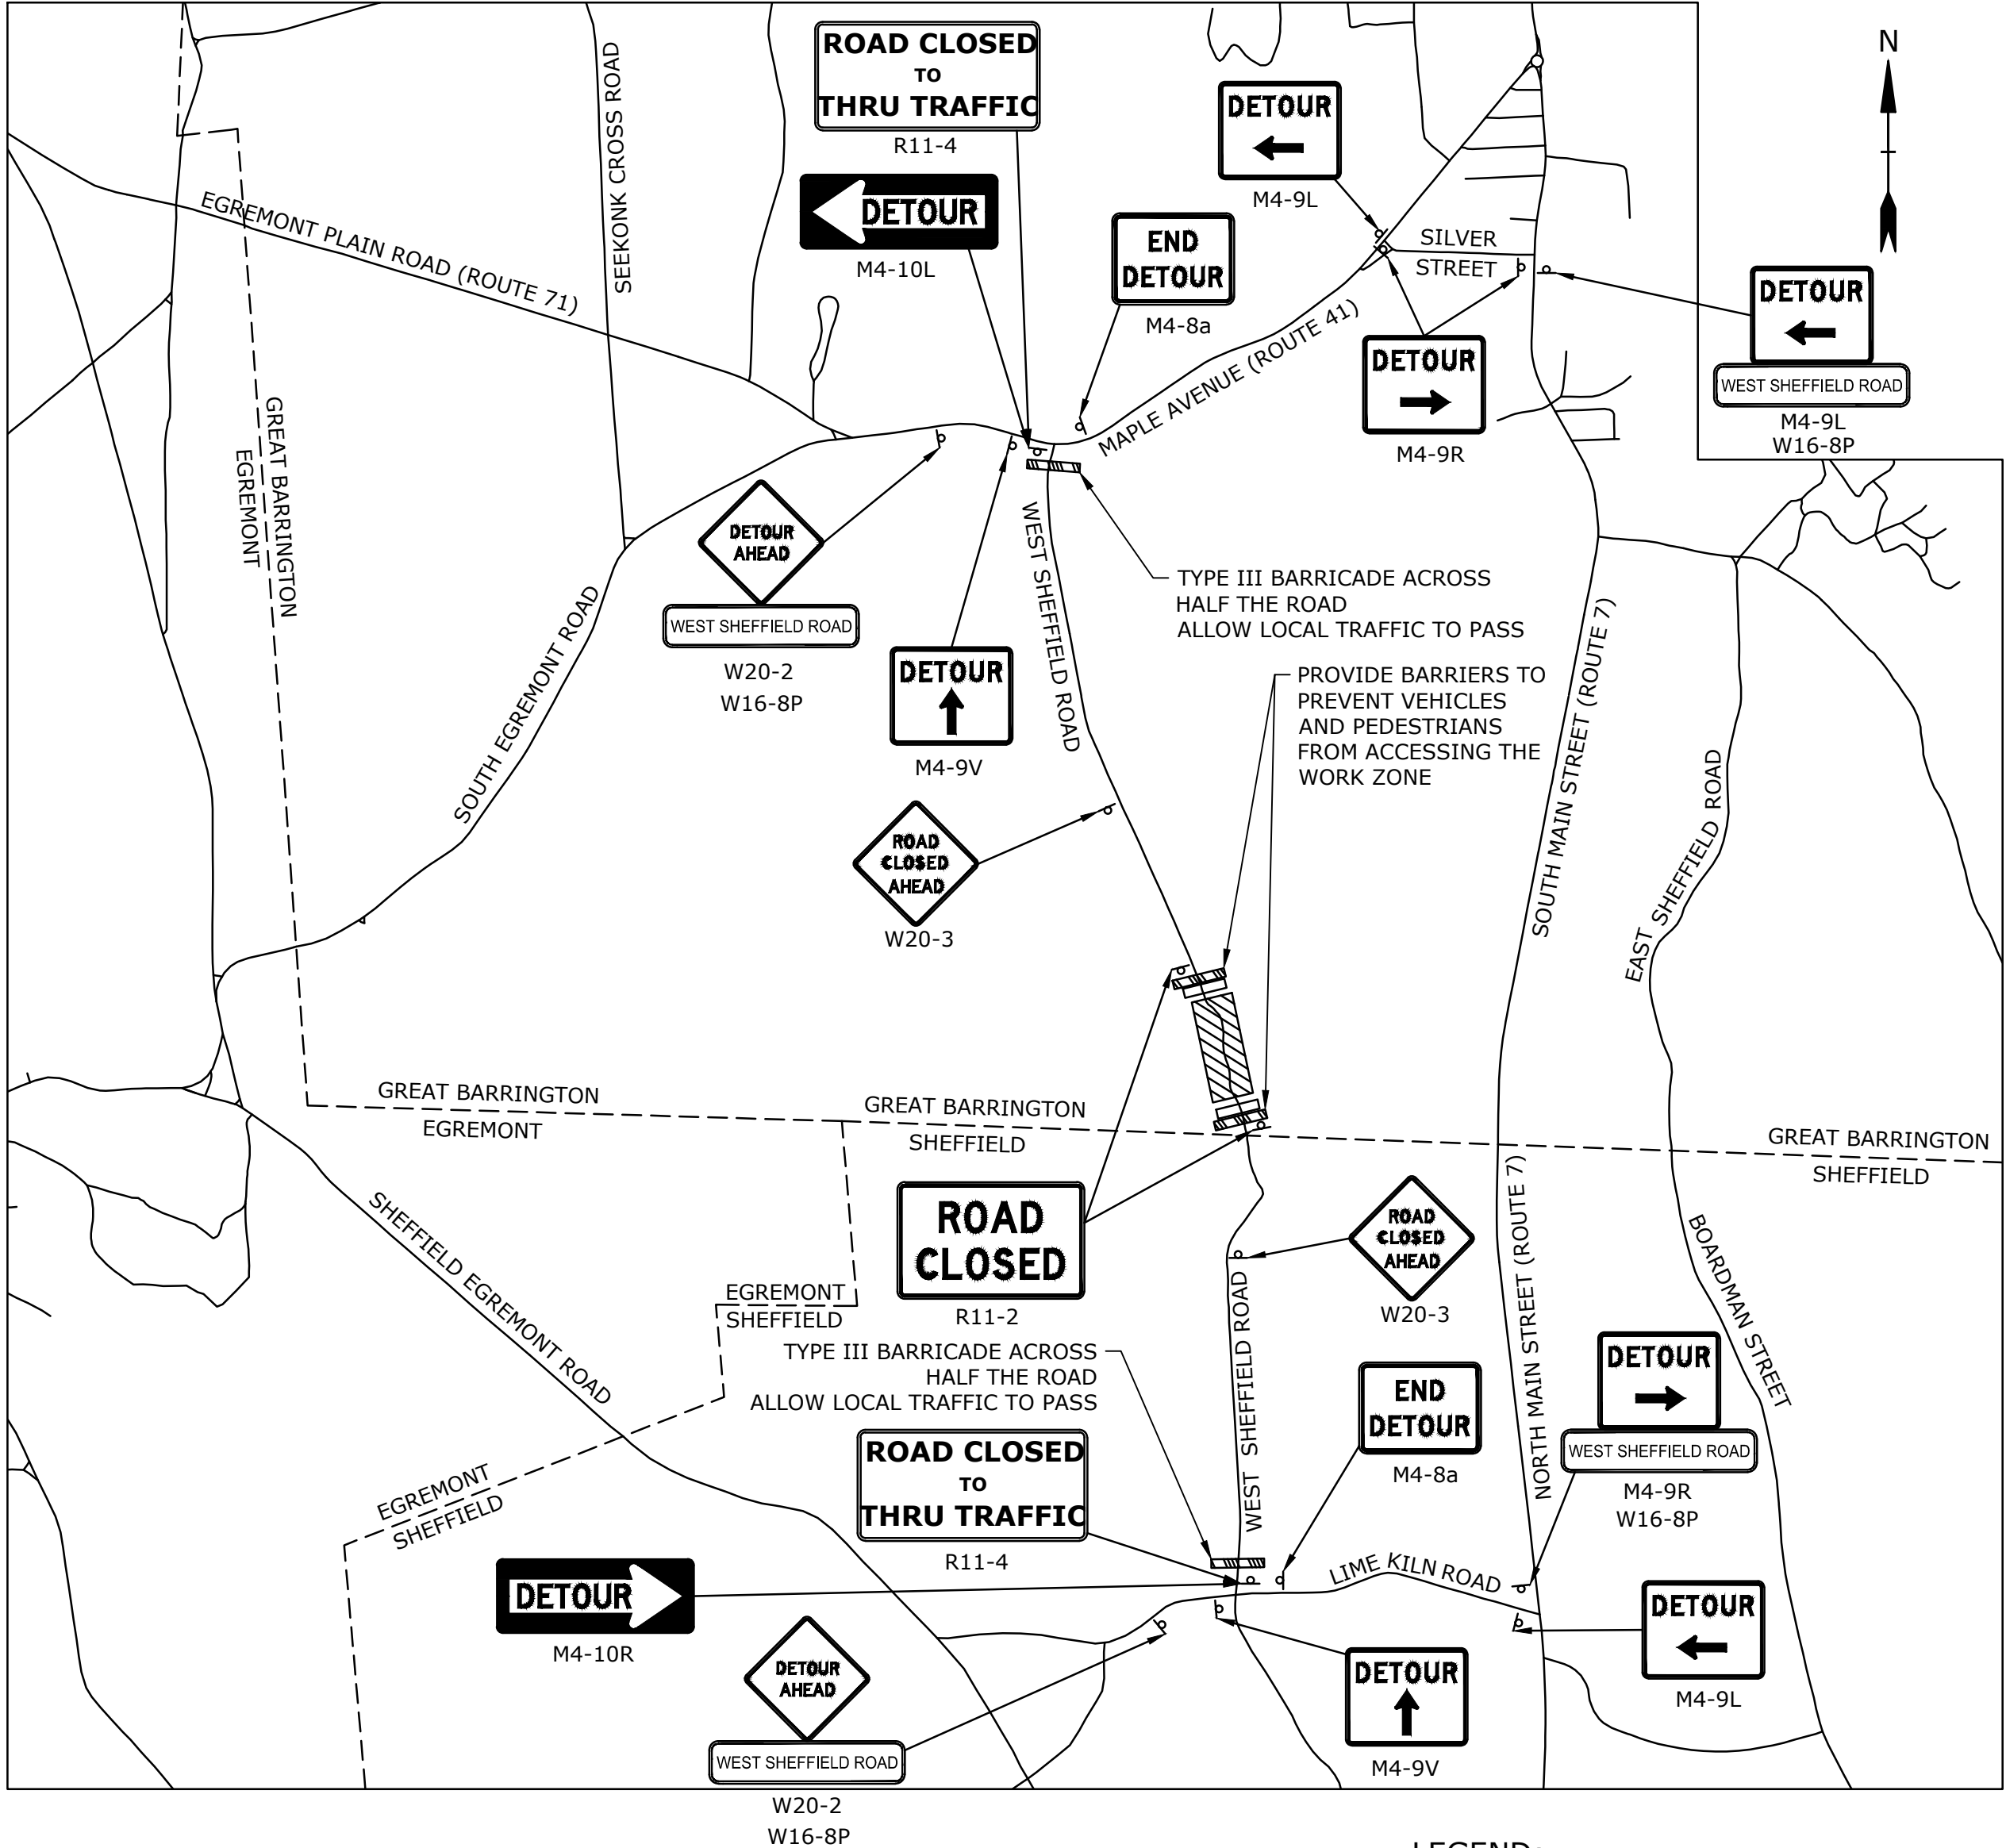 ROAD CLOSED
TO
THRU TRAFFIC
R11-4
DETOUR
M4-10L
DETOUR
M4-9L
END
DETOUR
M4-8a
N
SILVER
STREET
DETOUR
WEST SHEFFIELD ROAD
M4-9L
W16-8P
DETOUR
M4-9R
SEEKONK CROSS ROAD
EGREMONT PLAIN ROAD (ROUTE 71)
MAPLE AVENUE (ROUTE 41)
GREAT BARRINGTON
EGREMONT
DETOUR
AHEAD
WEST SHEFFIELD ROAD
W20-2
W16-8P
DETOUR
M4-9V
WEST SHEFFIELD ROAD
TYPE III BARRICADE ACROSS
HALF THE ROAD
ALLOW LOCAL TRAFFIC TO PASS
PROVIDE BARRIERS TO
PREVENT VEHICLES
AND PEDESTRIANS
FROM ACCESSING THE
WORK ZONE
SOUTH EGREMONT ROAD
SOUTH MAIN STREET (ROUTE 7)
EAST SHEFFIELD ROAD
ROAD
CLOSED
AHEAD
W20-3
GREAT BARRINGTON
EGREMONT
GREAT BARRINGTON
SHEFFIELD
GREAT BARRINGTON
SHEFFIELD
ROAD
CLOSED
R11-2
ROAD
CLOSED
AHEAD
W20-3
SHEFFIELD EGREMONT ROAD
EGREMONT
SHEFFIELD
WEST SHEFFIELD ROAD
NORTH MAIN STREET (ROUTE 7)
BOARDMAN STREET
TYPE III BARRICADE ACROSS
HALF THE ROAD
ALLOW LOCAL TRAFFIC TO PASS
END
DETOUR
M4-8a
DETOUR
WEST SHEFFIELD ROAD
M4-9R
W16-8P
ROAD CLOSED
TO
THRU TRAFFIC
R11-4
EGREMONT
SHEFFIELD
LIME KILN ROAD
DETOUR
M4-10R
DETOUR
M4-9L
DETOUR
AHEAD
WEST SHEFFIELD ROAD
W20-2
W16-8P
DETOUR
M4-9V
LEGEND: